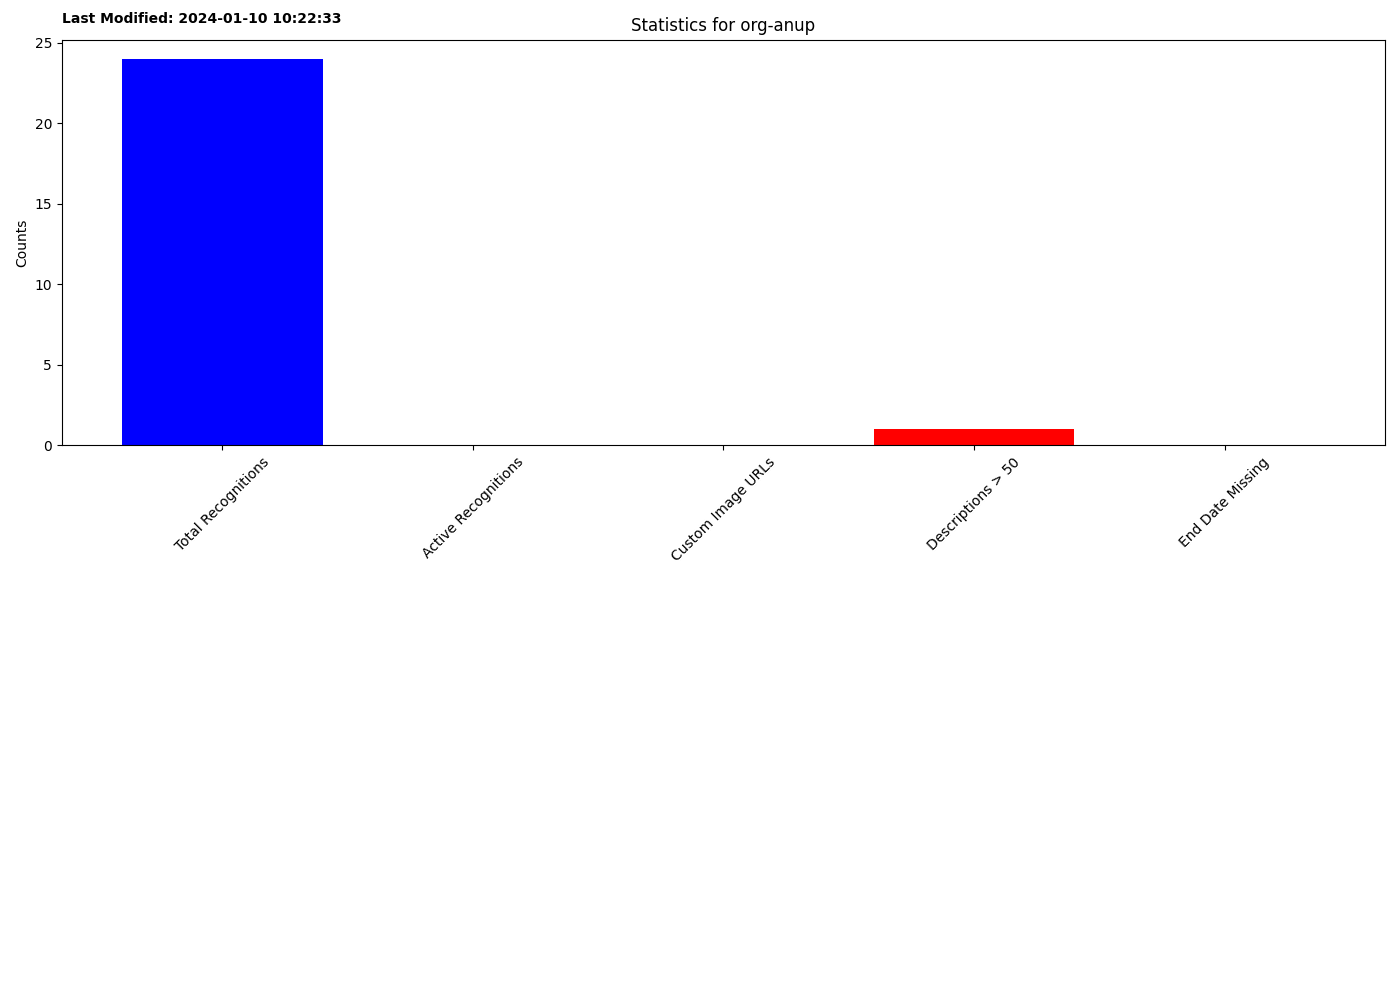 Last Modified: 2024-01-10 10:22:33
Statistics for org-anup
25
20
15
10
5
0
Counts
Total Recognitions
Active Recognitions
Custom Image URLs
Descriptions > 50
End Date Missing